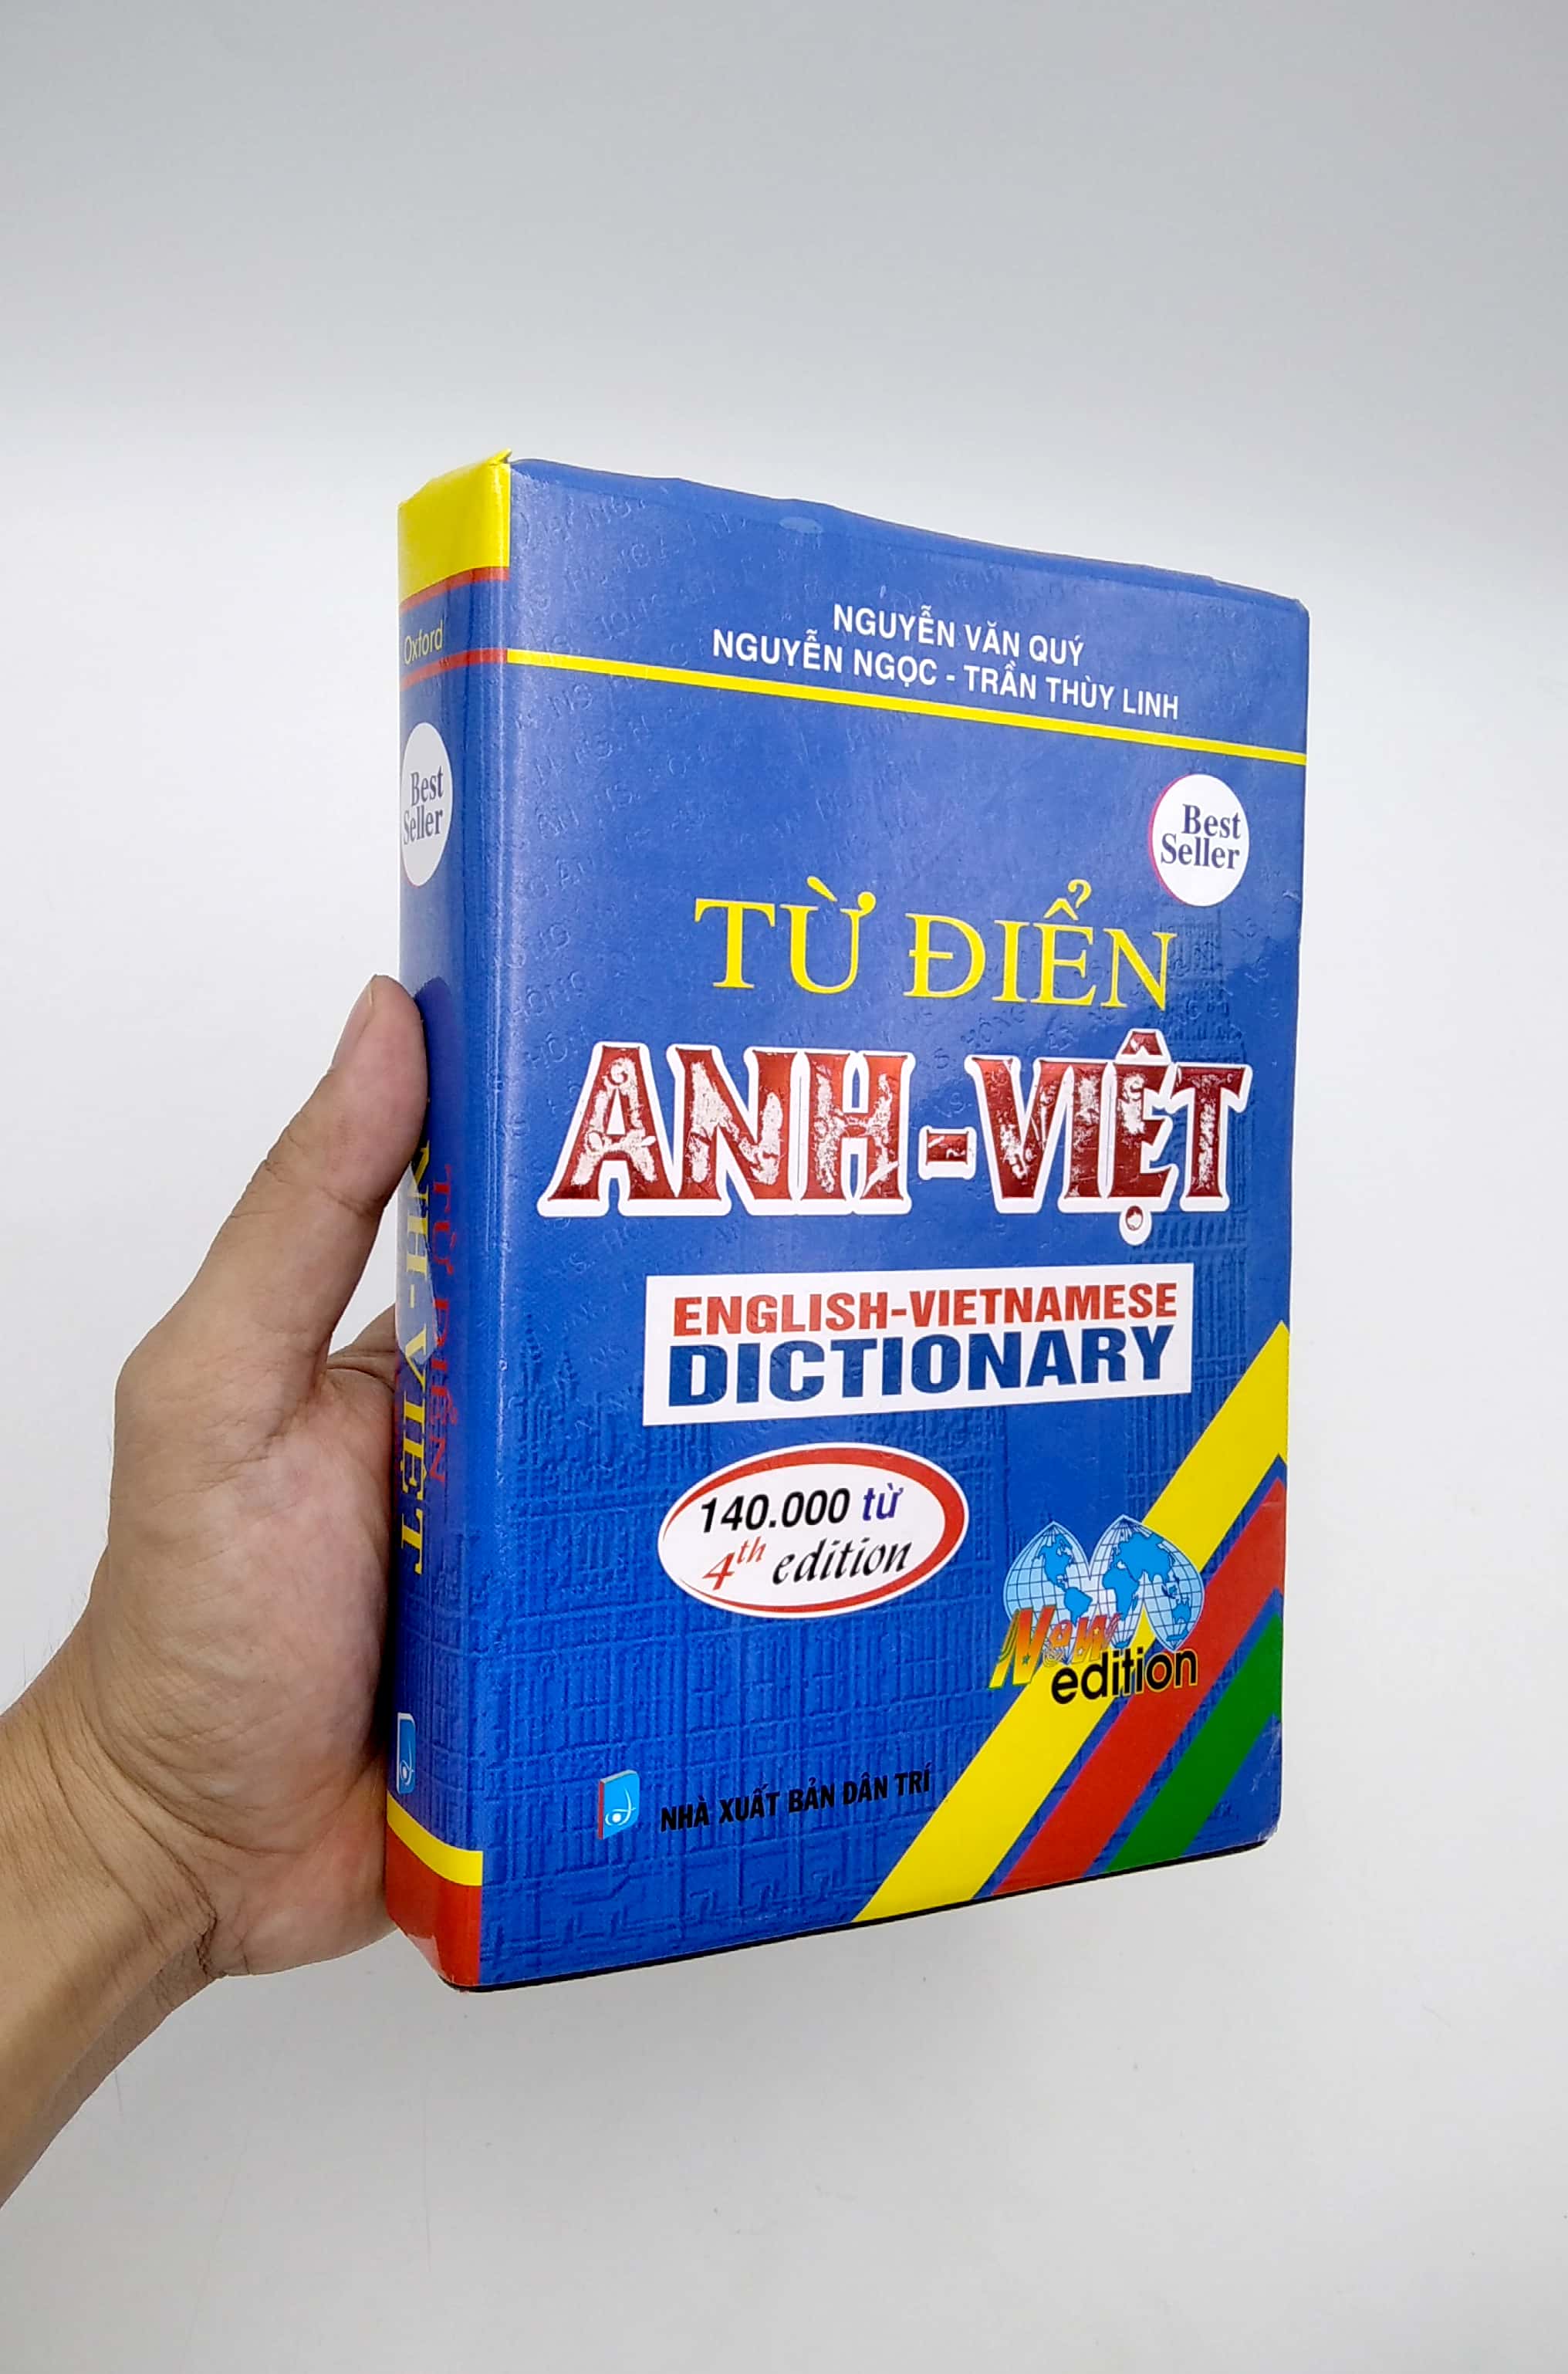 Oxford
Best
Seller
TỪ ĐIỂN
NH-VIỆT
NGUYỄN VĂN QUÝ
NGUYỄN NGỌC - TRẦN THÙY LINH
Best
Seller
TỪ ĐIỂN
ANH-VIỆT
ENGLISH-VIETNAMESE
DICTIONARY
140.000 từ
4th edition
New
edition
NHÀ XUẤT BẢN DÂN TRÍ